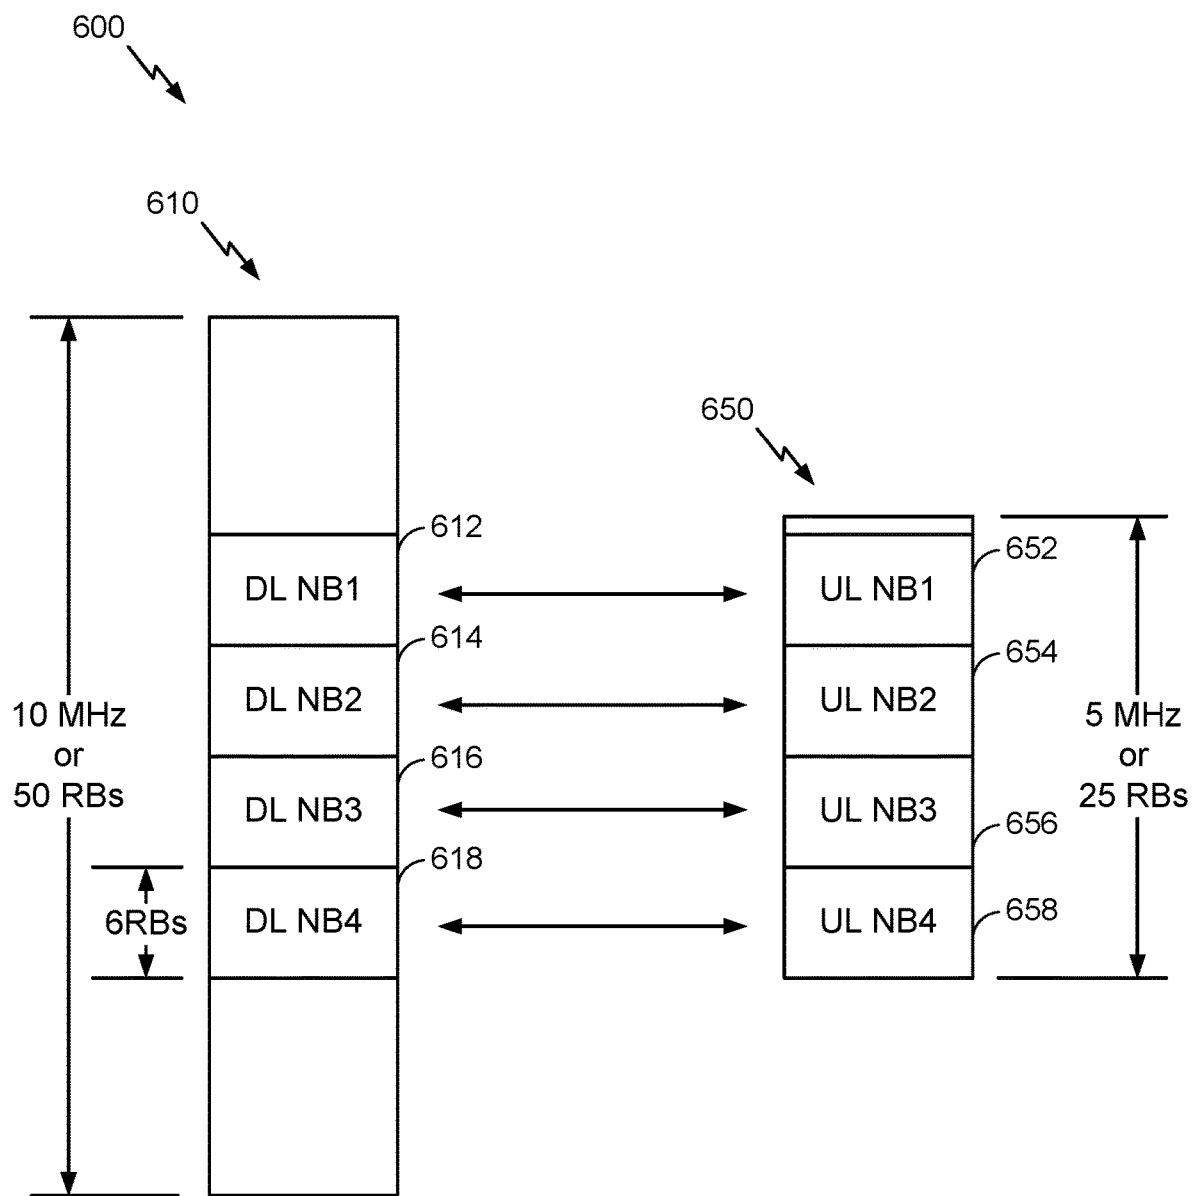 600
610
650
612
652
DL NB1
UL NB1
614
654
DL NB2
UL NB2
10 MHz
or
50 RBs
5 MHz
or
25 RBs
616
DL NB3
UL NB3
656
618
6RBs
DL NB4
UL NB4
658